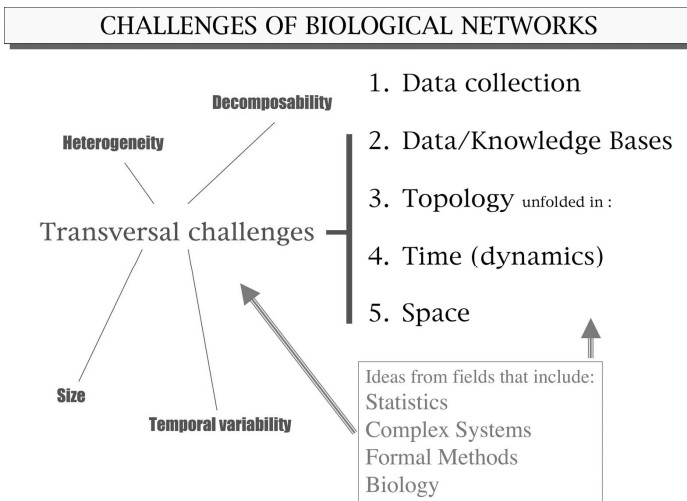 CHALLENGES OF BIOLOGICAL NETWORKS
Decomposability
Heterogeneity
Transversal challenges
Size
Temporal variability
1. Data collection
2. Data/Knowledge Bases
3. Topology unfolded in :
4. Time (dynamics)
5. Space
Ideas from fields that include:
Statistics
Complex Systems
Formal Methods
Biology